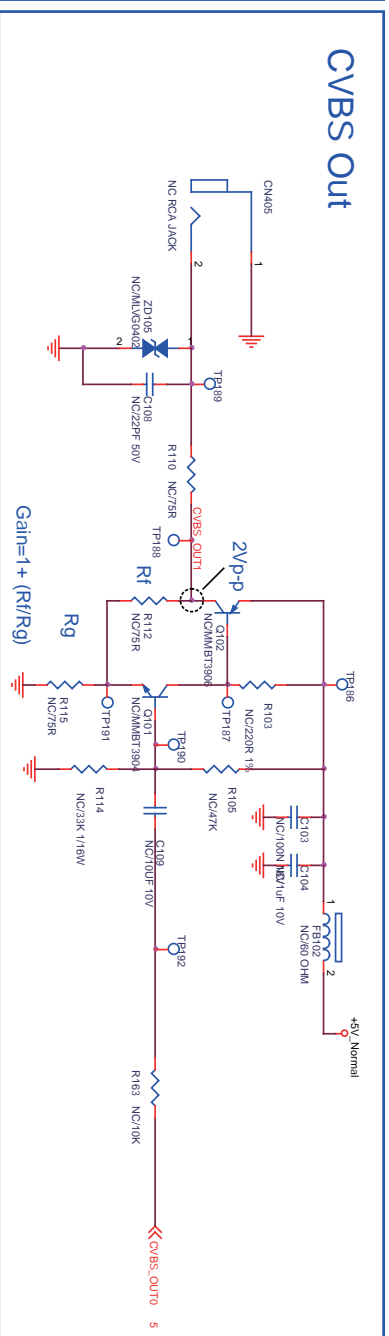 CVBS Out
CN405
NC RCA JACK
1
2
ZD105
NC/MLVG0402
1
2
C108
NC/22PF 50V
TP189
R110
NC/75R
CVBS_OUT1
TP188
2Vp-p
Rf
R112
NC/75R
Q102
NC/MMBT3906
TP186
R103
NC/220R 1%
TP187
Gain=1+ (Rf/Rg)
Rg
R115
NC/75R
TP191
Q101
NC/MMBT3904
TP190
R114
NC/33K 1/16W
R105
NC/47K
C109
NC/10UF 10V
C103
NC/100N
C104
NC/1uF 10V
1
FB102
NC/60 OHM
2
+5V_Normal
TP192
R163
NC/10K
CVBS_OUT0
5